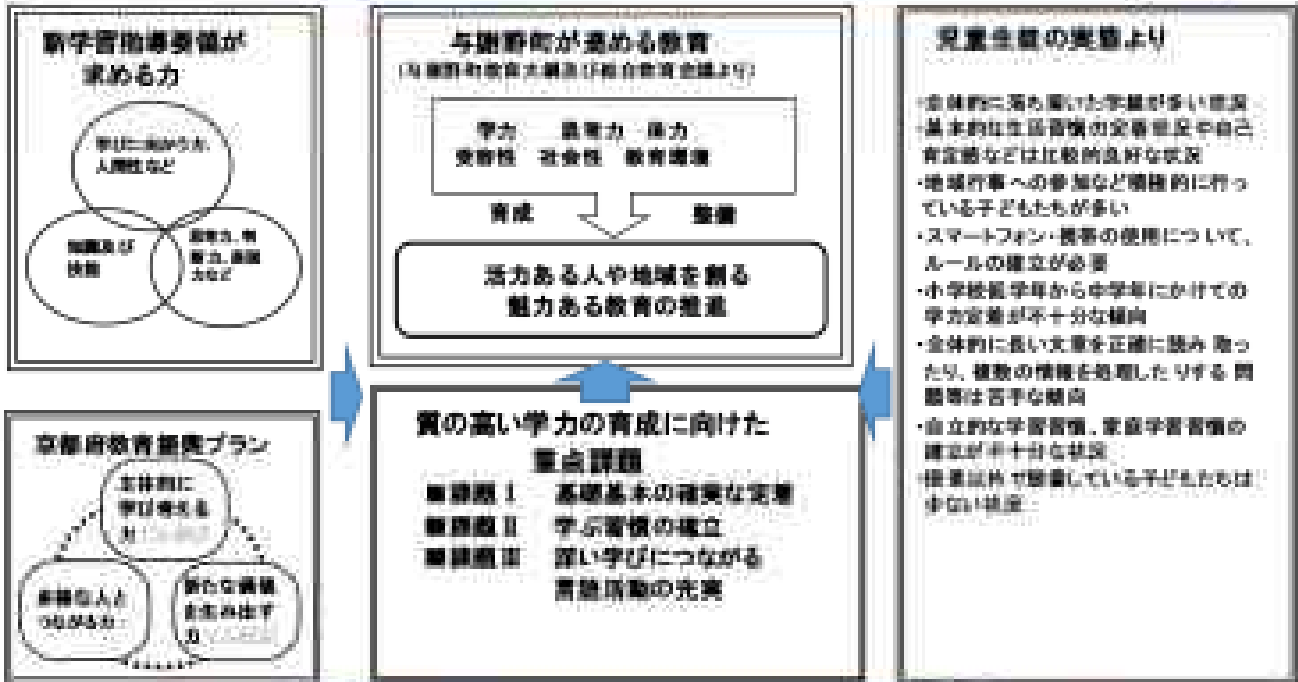 新学習指導要領が
求める力
学びに向かう力
人間性など
知識及び
技能
思考力、判
断力、表現
力など
京都府教育振興プラン
主体的に
学び考える
力
多様な人と
つながる力
新たな価値
を生み出す
力
与謝野町が進める教育
(与謝野町教育大綱及び総合教育会議より)
学力 思考力 体力
受容性 社会性 教育環境
育成 整備
活力ある人や地域を創る
魅力ある教育の推進
質の高い学力の育成に向けた
重点課題
■課題Ⅰ 基礎基本の確実な定着
■課題Ⅱ 学ぶ習慣の確立
■課題Ⅲ 深い学びにつながる
言語活動の充実
児童生徒の実態より
・全体的に落ち着いた学級が多い状況
・基本的な生活習慣の定着状況や自己
肯定感などは比較的良好な状況
・地域行事への参加など積極的に行っ
ている子どもたちが多い
・スマートフォン・携帯の使用について、
ルールの確立が必要
・小学校低学年から中学年にかけての
学力定着が不十分な傾向
・全体的に長い文章を正確に読み取っ
たり、複数の情報を処理したりする問
題等は苦手な傾向
・自立的な学習習慣、家庭学習習慣の
確立が不十分な状況
・授業以外で読書している子どもたちは
少ない状況